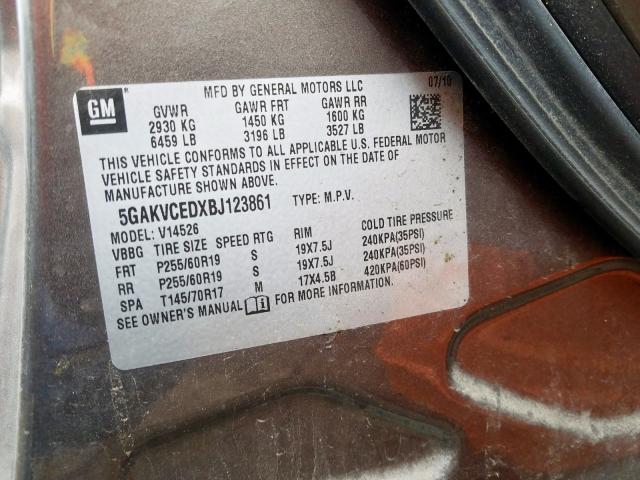 MFD BY GENERAL MOTORS LLC 07/10
GM
GVWR GAWR FRT GAWR RR
2930 KG 1450 KG 1600 KG
6459 LB 3196 LB 3527 LB
THIS VEHICLE CONFORMS TO ALL APPLICABLE U.S. FEDERAL MOTOR
VEHICLE SAFETY STANDARDS IN EFFECT ON THE DATE OF
MANUFACTURE SHOWN ABOVE.
5GAKVCEDXBJ123861 TYPE: M.P.V.
MODEL: V14526
VBBG TIRE SIZE SPEED RTG RIM COLD TIRE PRESSURE
FRT P255/60R19 S 19X7.5J 240KPA(35PSI)
RR P255/60R19 S 19X7.5J 240KPA(35PSI)
SPA T145/70R17 M 17X4.5B 420KPA(60PSI)
SEE OWNER'S MANUAL FOR MORE INFORMATION.